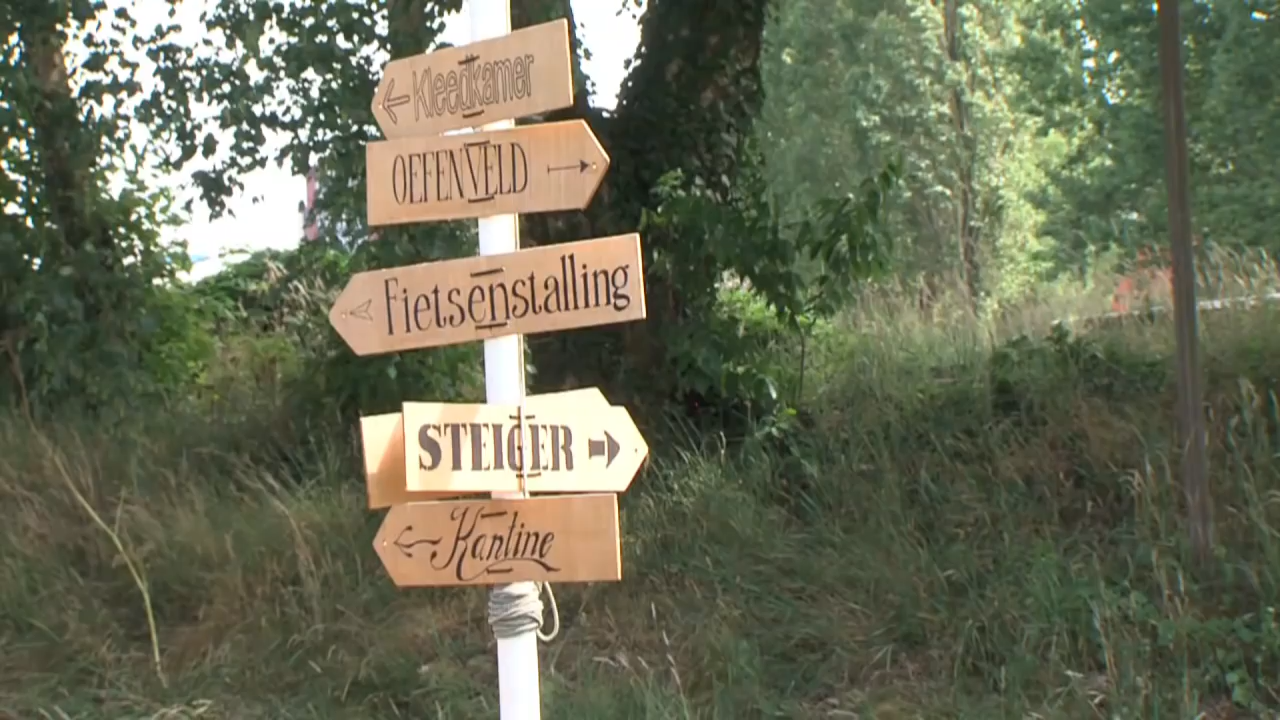 Kleedkamer
OEFENVELD
Fietsenstalling
STEIGER
Kantine